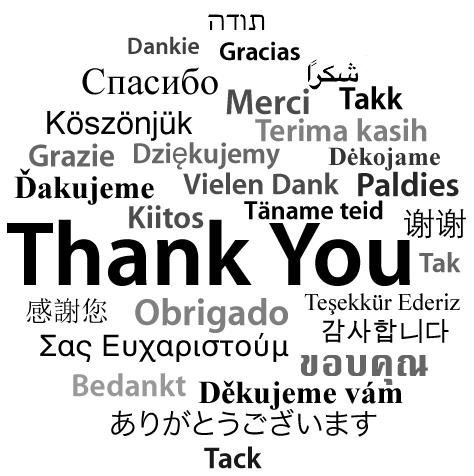 תודה
Dankie Gracias
Спасибо شكرًا
Merci Takk
Köszönjük Terima kasih
Grazie Dziękujemy Dėkojame
Ďakujeme Vielen Dank Paldies
Kiitos Täname teid 谢谢
Thank You Tak
感謝您 Obrigado Teşekkür Ederiz
감사합니다
Σας Ευχαριστούμ ขอบคุณ
Bedankt Děkujeme vám
ありがとうございます
Tack